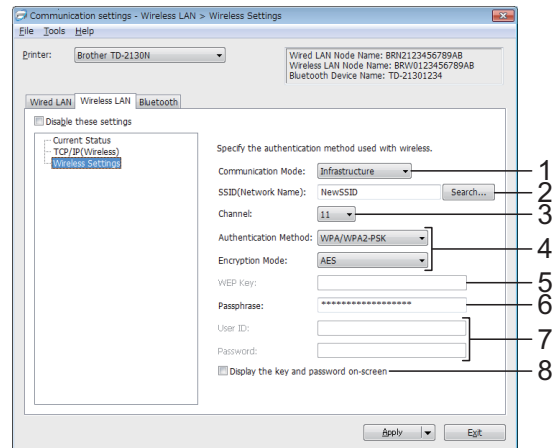 Communication settings - Wireless LAN > Wireless Settings
File Tools Help
Printer: Brother TD-2130N
Wired LAN Node Name: BRN2123456789AB
Wireless LAN Node Name: BRW0123456789AB
Bluetooth Device Name: TD-21301234
Wired LAN Wireless LAN Bluetooth
Disable these settings
Current Status
TCP/IP(Wireless)
Wireless Settings
Specify the authentication method used with wireless.
Communication Mode: Infrastructure 1
SSID(Network Name): NewSSID Search... 2
Channel: 11 3
Authentication Method: WPA/WPA2-PSK
4
Encryption Mode: AES
WEP Key: 5
Passphrase: ****************** 6
User ID:
7
Password:
Display the key and password on-screen 8
Apply Exit